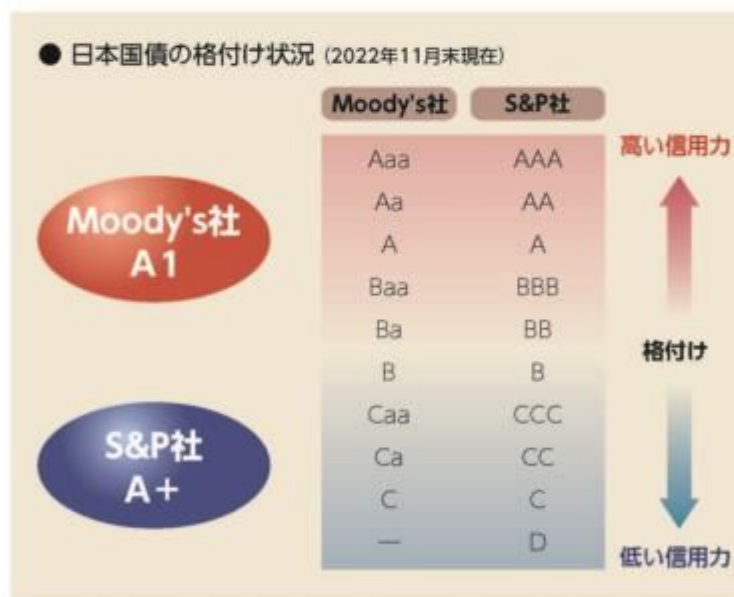 ● 日本国債の格付け状況 (2022年11月末現在)
Moody's社 S&P社
高い信用力
Aaa AAA
Aa AA
A A
Baa BBB
Ba BB
B B
Caa CCC
Ca CC
C C
— D
Moody's社
A1
S&P社
A+
格付け
低い信用力